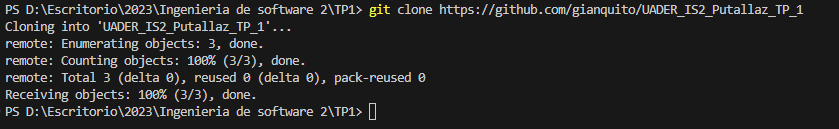 PS D:\Escritorio\2023\Ingenieria de software 2\TP1> git clone https://github.com/gianquito/UADER_IS2_Putallaz_TP_1
Cloning into 'UADER_IS2_Putallaz_TP_1'...
remote: Enumerating objects: 3, done.
remote: Counting objects: 100% (3/3), done.
remote: Total 3 (delta 0), reused 0 (delta 0), pack-reused 0
Receiving objects: 100% (3/3), done.
PS D:\Escritorio\2023\Ingenieria de software 2\TP1>